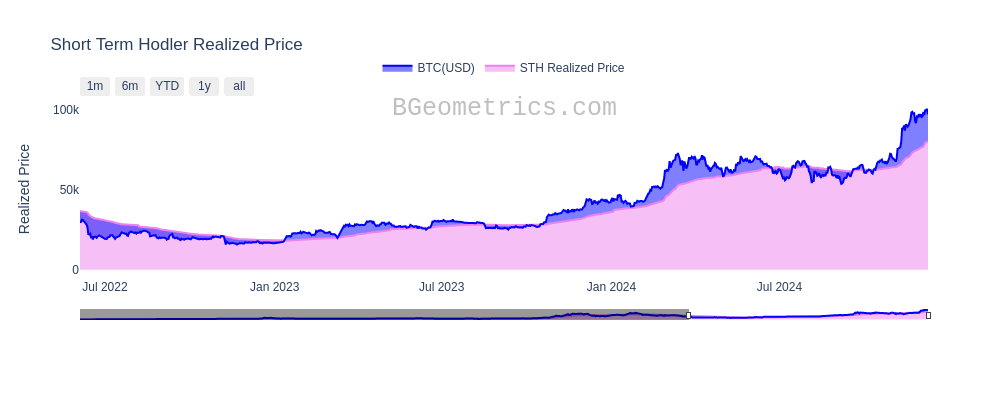 Short Term Hodler Realized Price
BTC(USD) STH Realized Price
1m 6m YTD 1y all
BGeometrics.com
100k
50k
0
Realized Price
Jul 2022 Jan 2023 Jul 2023 Jan 2024 Jul 2024